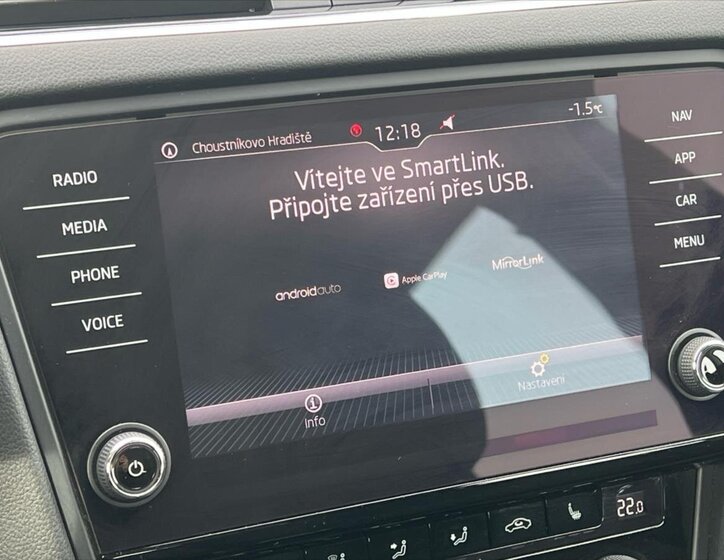 Choustníkovo Hradiště
12:18
-1.5°C
Vítejte ve SmartLink.
Připojte zařízení přes USB.
androidauto
Apple CarPlay
MirrorLink
Info
Nastavení
RADIO
MEDIA
PHONE
VOICE
NAV
APP
CAR
MENU
22.0